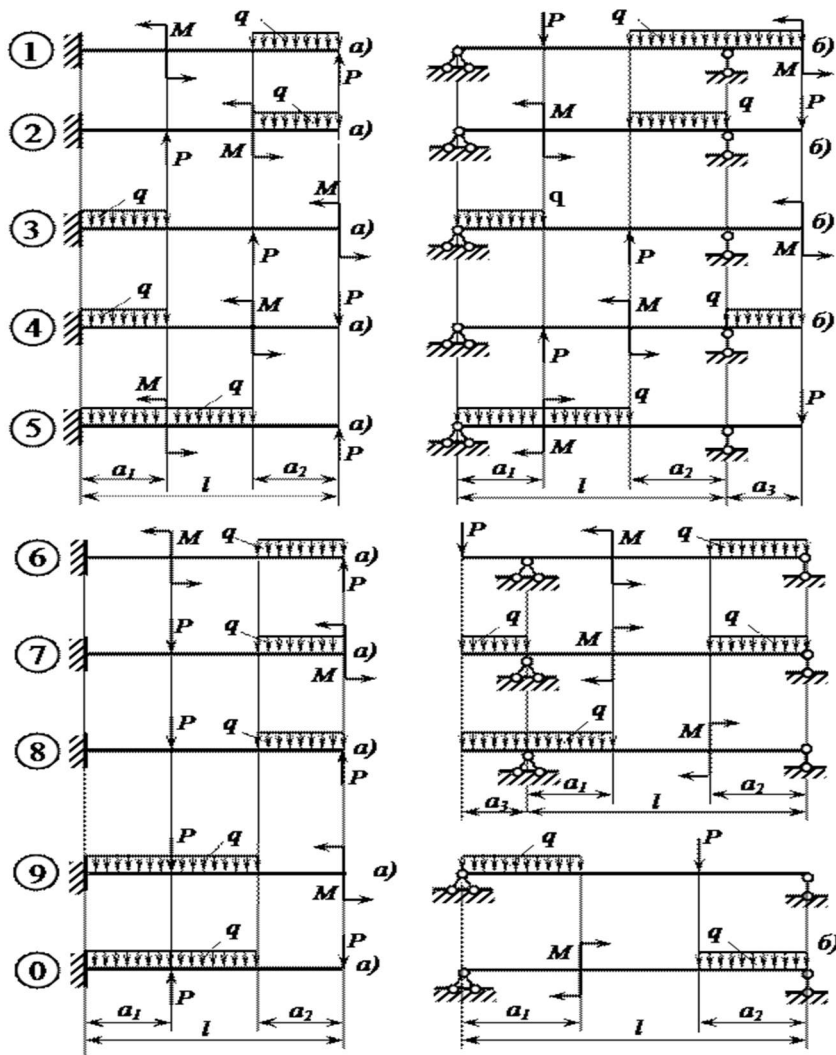 ① M q а) P
P q б) M
② P M q а)
M q б)
③ q P M а)
q P M б)
④ q M P а)
P M q б)
⑤ M q а) P
M q P б)
a₁ a₂
l
a₁ a₂ a₃
l
⑥ M q а) P
P M q
⑦ P q а) M
q M q
⑧ P q а) P
q M
a₃ a₁ a₂
l
⑨ P q а) M
q P
⓪ q P P а)
M q б)
a₁ a₂
l
a₁ a₂
l